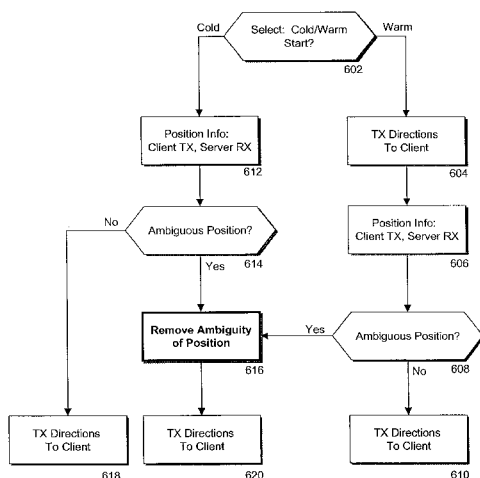 Cold
Select: Cold/Warm
Start?
Warm
602
Position Info:
Client TX, Server RX
612
TX Directions
To Client
604
No
Ambiguous Position?
614
Yes
Position Info:
Client TX, Server RX
606
Remove Ambiguity
of Position
616
Yes
Ambiguous Position?
608
No
TX Directions
To Client
618
TX Directions
To Client
620
TX Directions
To Client
610